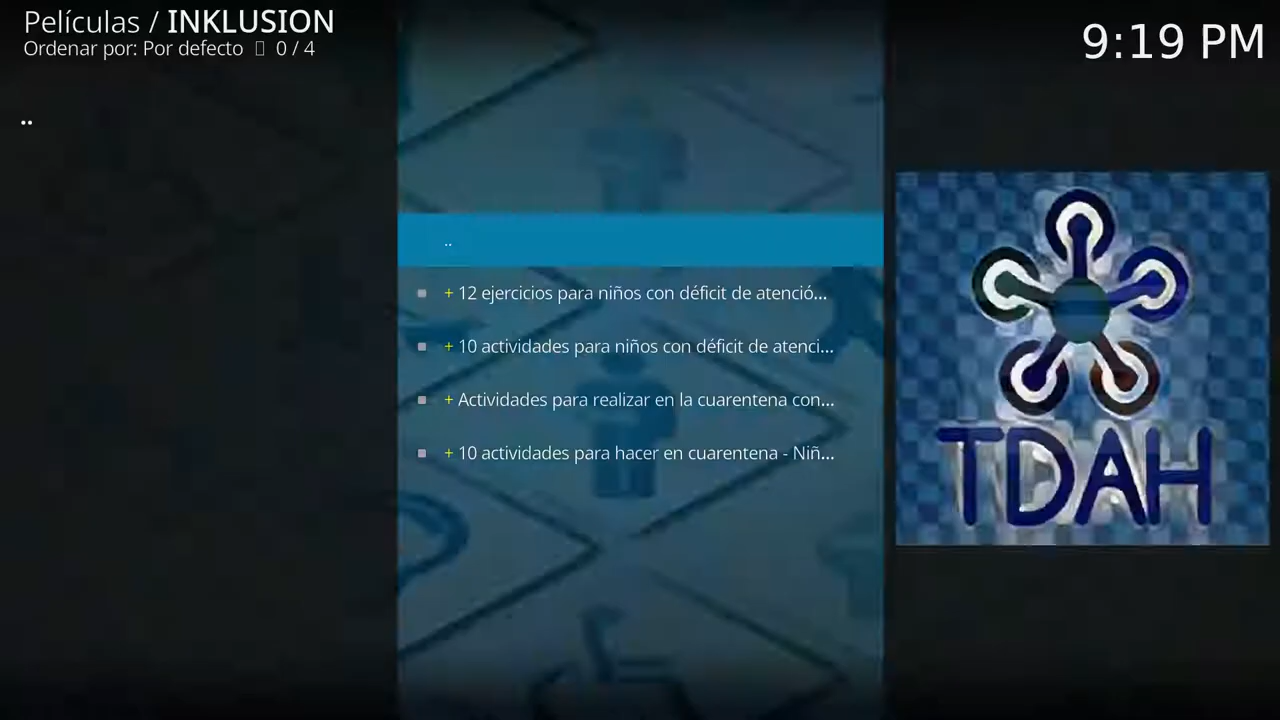 Películas / INKLUSION
Ordenar por: Por defecto 0 / 4
9:19 PM
..
..
+ 12 ejercicios para niños con déficit de atenció...
+ 10 actividades para niños con déficit de atenci...
+ Actividades para realizar en la cuarentena con...
+ 10 actividades para hacer en cuarentena - Niñ...
TDAH